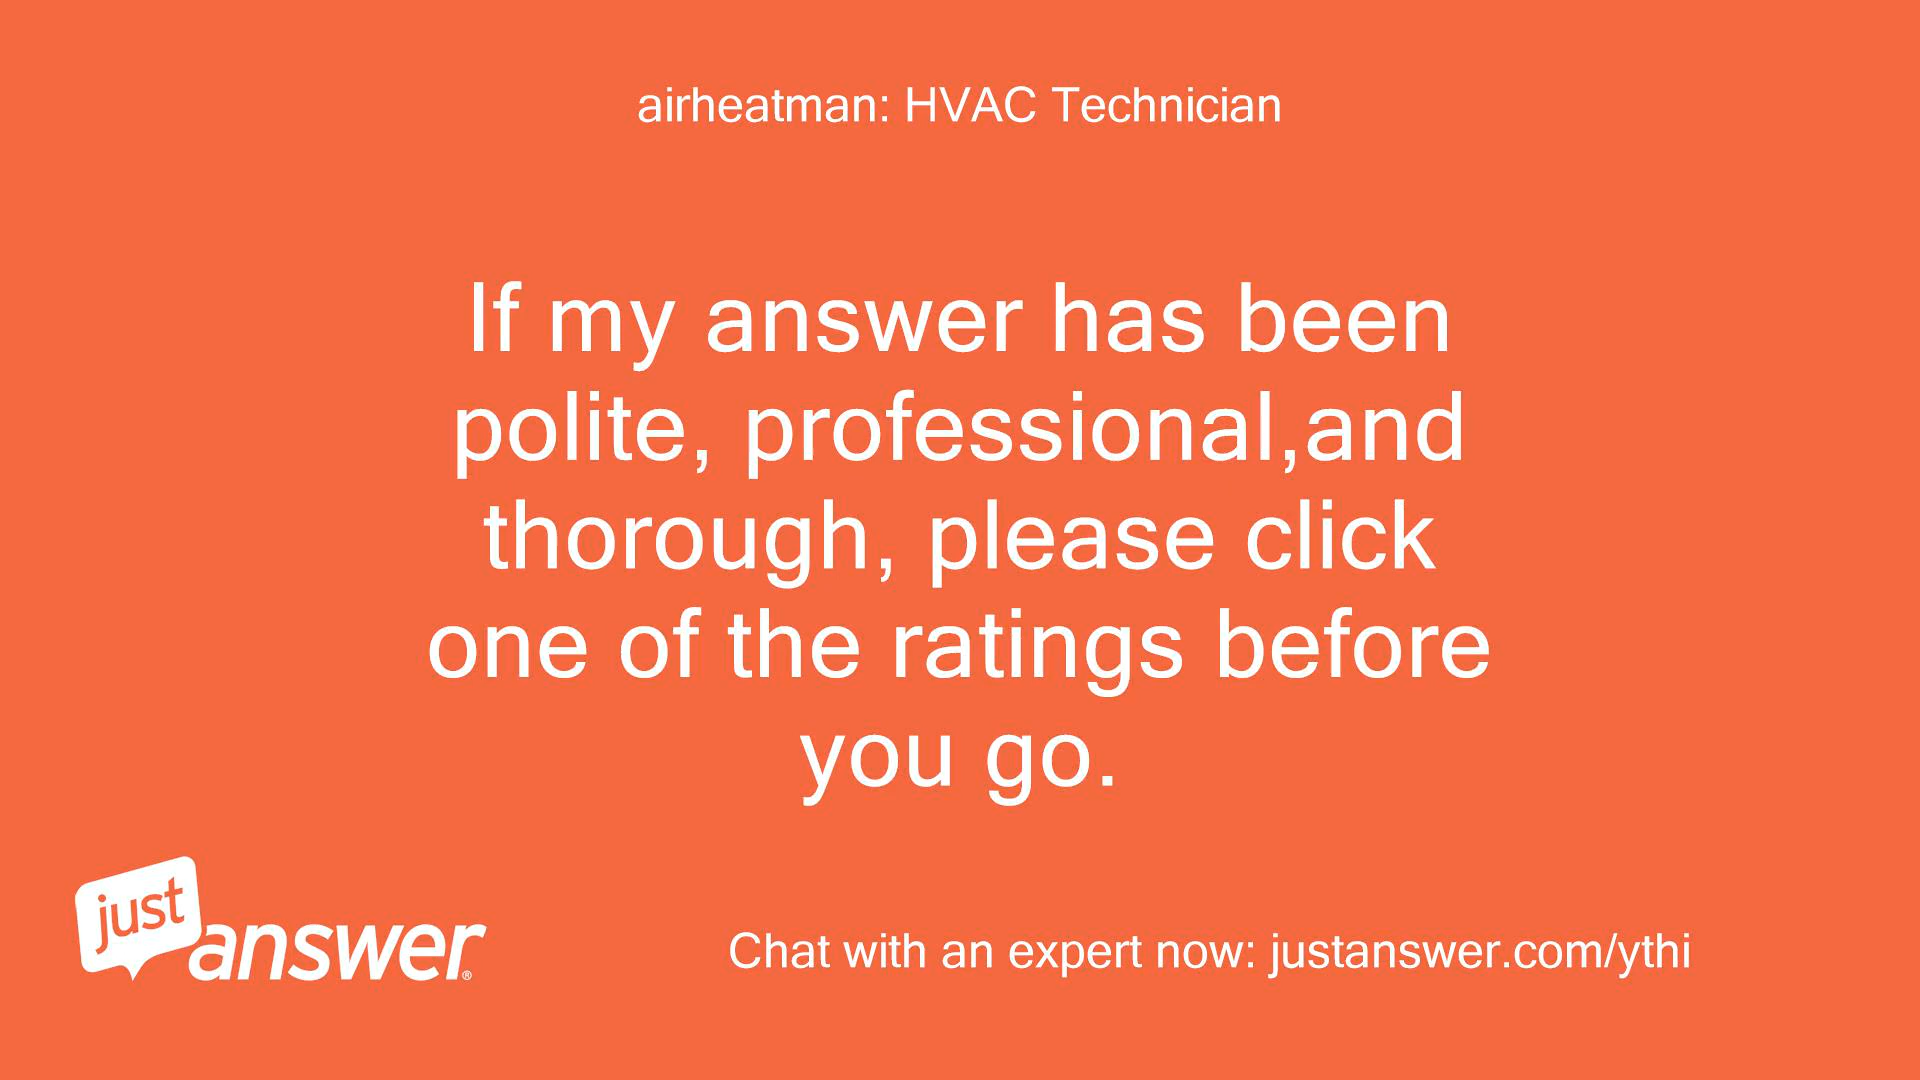 airheatman: HVAC Technician
If my answer has been
polite, professional,and
thorough, please click
one of the ratings before
you go.
just
answer®
Chat with an expert now: justanswer.com/ythi